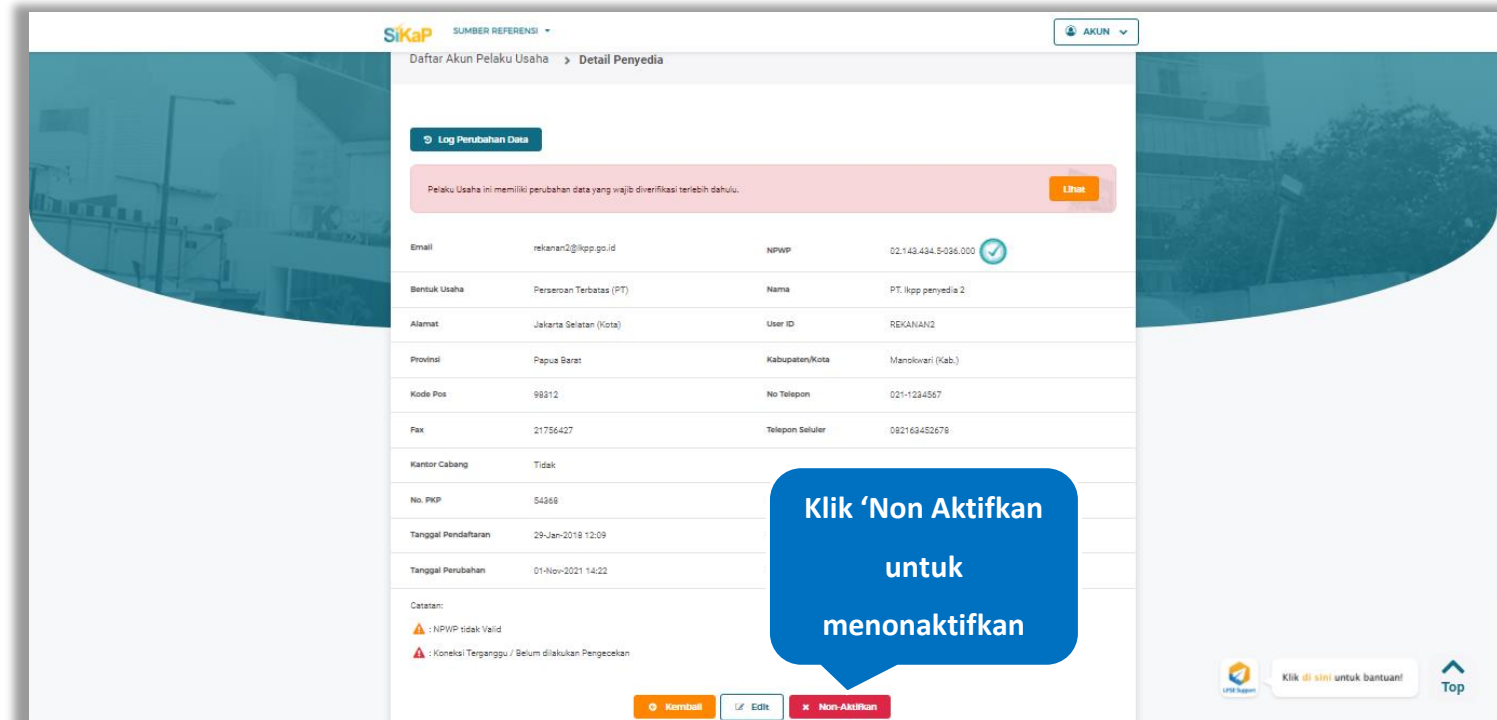 SiKaP SUMBER REFERENSI AKUN
Daftar Akun Pelaku Usaha > Detail Penyedia
Log Perubahan Data
Pelaku Usaha ini memiliki perubahan data yang wajib diverifikasi terlebih dahulu. Lihat
Email rekanan2@lkpp.go.id NPWP 02.143.434.5-036.000
Bentuk Usaha Perseroan Terbatas (PT) Nama PT. lkpp penyedia 2
Alamat Jakarta Selatan (Kota) User ID REKANAN2
Provinsi Papua Barat Kabupaten/Kota Manokwari (Kab.)
Kode Pos 98312 No Telepon 021-1234567
Fax 21756427 Telepon Seluler 082163452678
Kantor Cabang Tidak
No. PKP 54368
Tanggal Pendaftaran 29-Jan-2018 12:09
Tanggal Perubahan 01-Nov-2021 14:22
Klik ‘Non Aktifkan
untuk
menonaktifkan
Catatan:
: NPWP tidak Valid
: Koneksi Terganggu / Belum dilakukan Pengecekan
Kembali Edit x Non-Aktifkan
LPSE Support Klik di sini untuk bantuan! Top